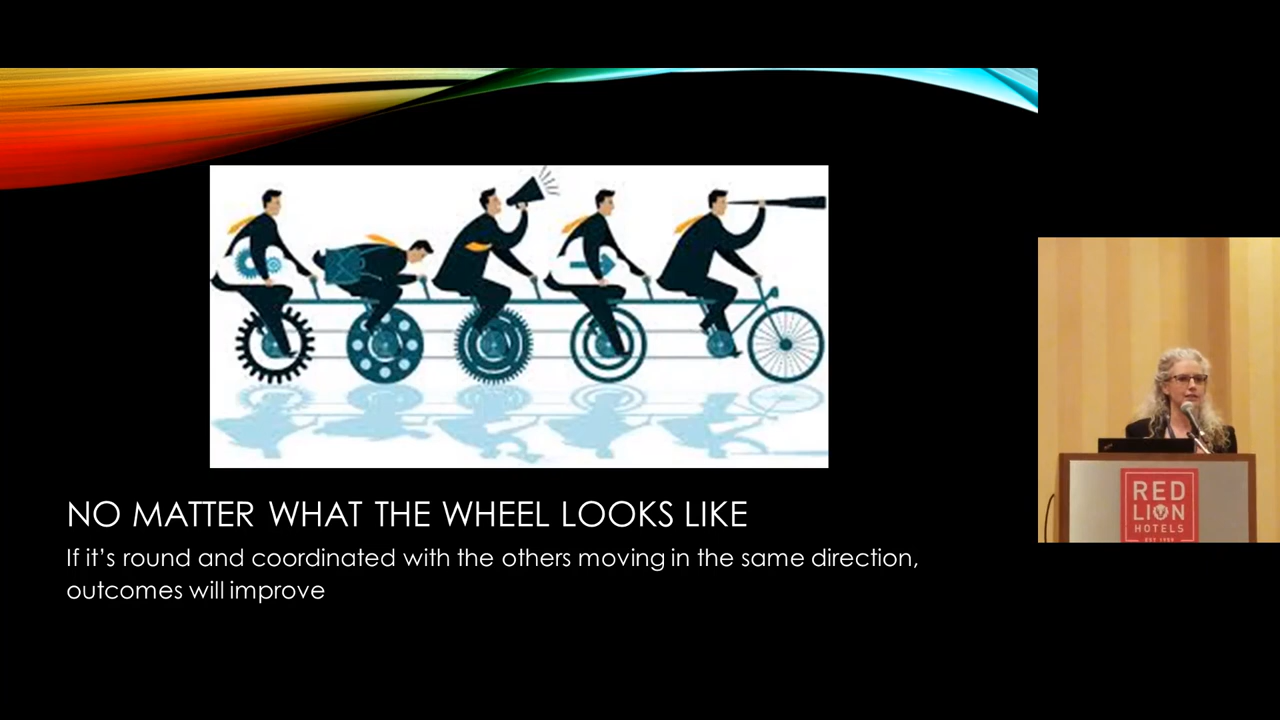 NO MATTER WHAT THE WHEEL LOOKS LIKE
If it’s round and coordinated with the others moving in the same direction,
outcomes will improve
RED
LION
HOTELS